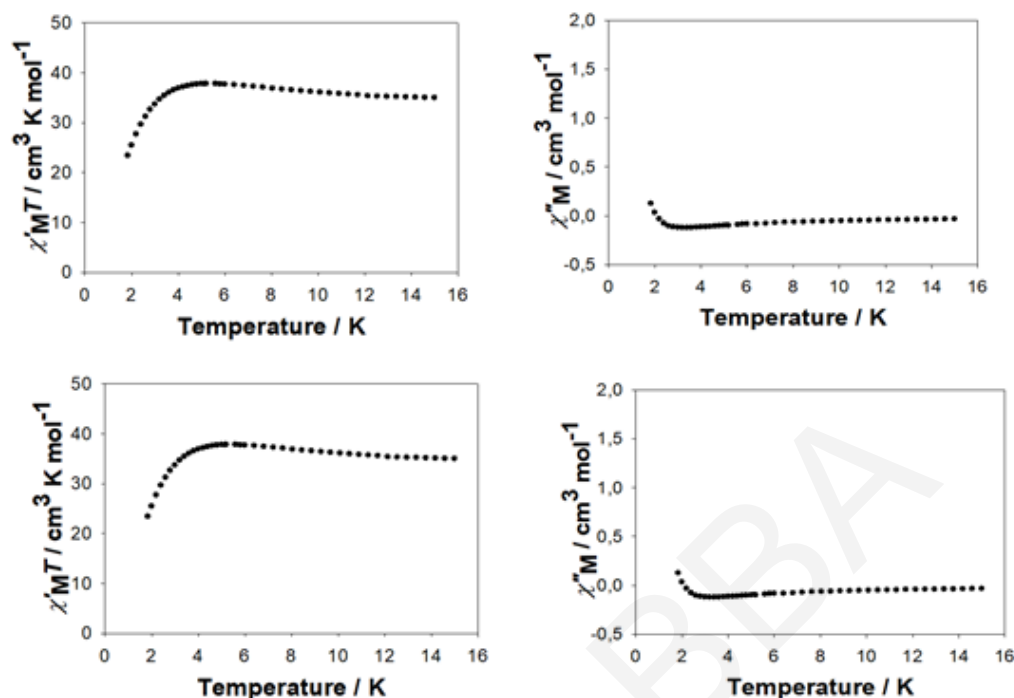 50
40
30
20
10
0
0 2 4 6 8 10 12 14 16
χ′MT / cm3 K mol-1
Temperature / K
2,0
1,5
1,0
0,5
-0,0
-0,5
0 2 4 6 8 10 12 14 16
χ″M / cm3 mol-1
Temperature / K
50
40
30
20
10
0
0 2 4 6 8 10 12 14 16
χ′MT / cm3 K mol-1
Temperature / K
2,0
1,5
1,0
0,5
-0,0
-0,5
0 2 4 6 8 10 12 14 16
χ″M / cm3 mol-1
Temperature / K
BBA